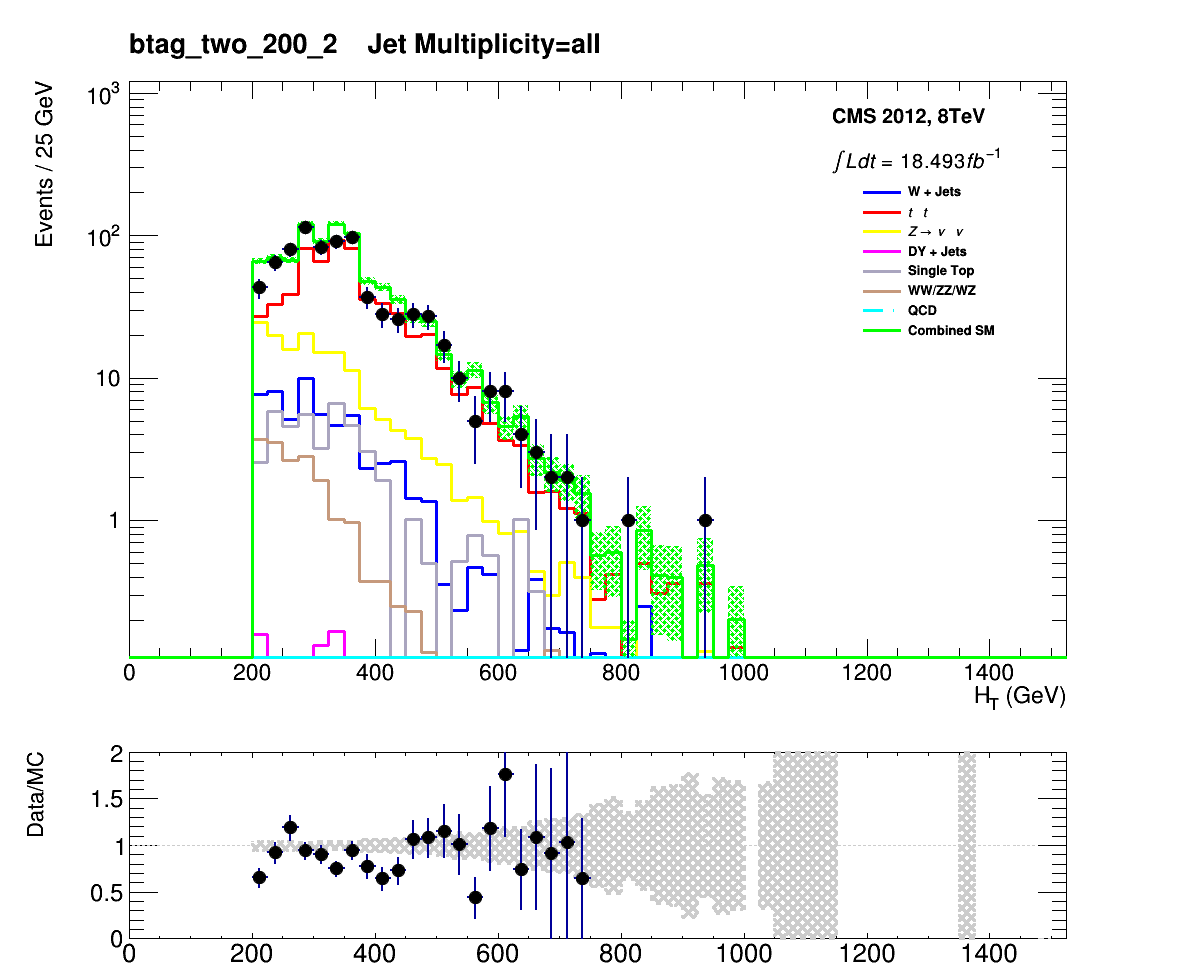 btag_two_200_2 Jet Multiplicity=all
Events / 25 GeV
10³
10²
10
1
CMS 2012, 8TeV
∫Ldt = 18.493fb⁻¹
W + Jets
t t
Z → ν ν
DY + Jets
Single Top
WW/ZZ/WZ
QCD
Combined SM
0 200 400 600 800 1000 1200 1400
H_T (GeV)
Data/MC
2
1.5
1
0.5
0
0 200 400 600 800 1000 1200 1400